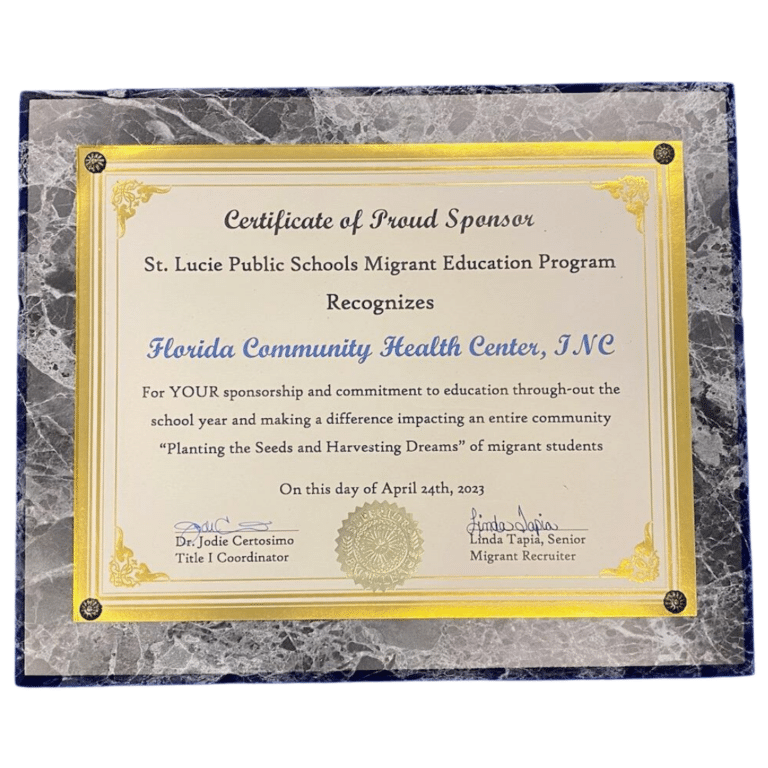 Certificate of Proud Sponsor
St. Lucie Public Schools Migrant Education Program
Recognizes
Florida Community Health Center, INC
For YOUR sponsorship and commitment to education through-out the
school year and making a difference impacting an entire community
“Planting the Seeds and Harvesting Dreams” of migrant students
On this day of April 24th, 2023
Linda Tapia
Dr. Jodie Certosimo
Title I Coordinator
Linda Tapia, Senior
Migrant Recruiter